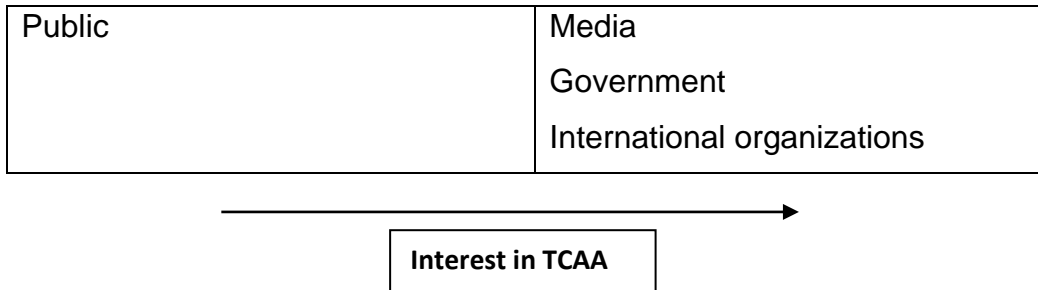 Public
Media
Government
International organizations
Interest in TCAA